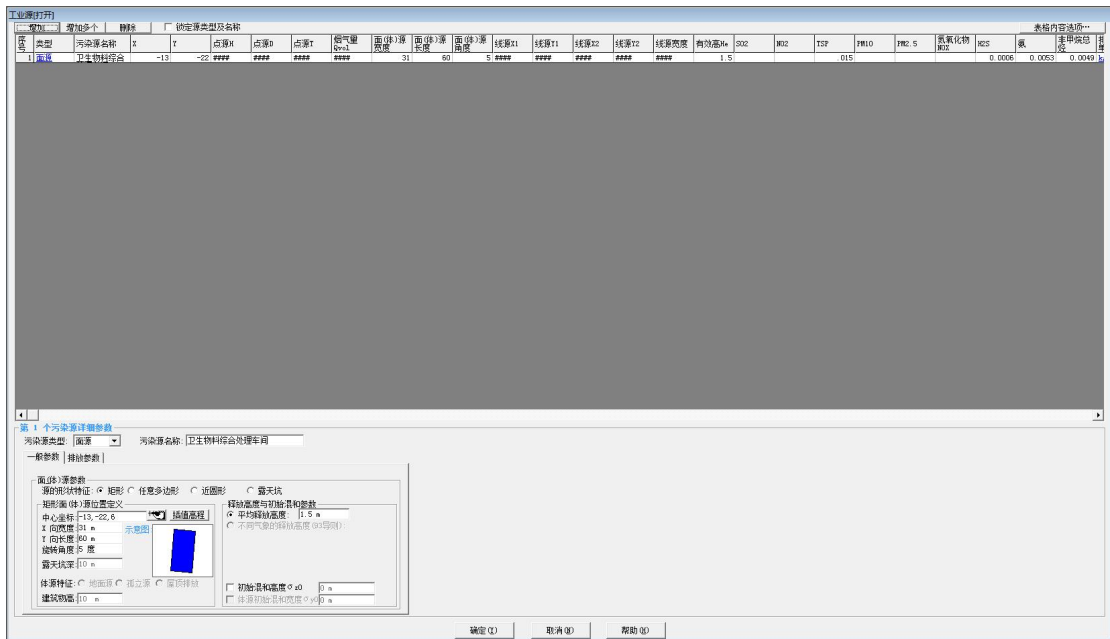 工业源[打开]
增加 增加多个 删除 锁定源类型及名称 表格内容选项…
序号 类型 污染源名称 X Y 点源H 点源D 点源T 烟气量Qvol 面(体)源宽度 面(体)源长度 面(体)源角度 线源X1 线源Y1 线源X2 线源Y2 线源宽度 有效高He SO2 NO2 TSP PM10 PM2.5 氮氧化物NOX H2S 氨 非甲烷总烃
1 面源 卫生物料综合 -13 -22 #### #### #### #### 31 60 5 #### #### #### #### #### 1.5 .015 0.0006 0.0053 0.0049
第 1 个污染源详细参数
污染源类型: 面源 污染源名称: 卫生物料综合处理车间
一般参数 排放参数
面(体)源参数
源的形状特征: 矩形 任意多边形 近圆形 露天坑
矩形面(体)源位置定义 释放高度与初始混和参数
中心坐标: -13,-22,6 插值高程 平均释放高度: 1.5 m
X 向宽度: 31 m 示意图 不同气象的释放高度(93导则):
Y 向长度: 60 m
旋转角度: 5 度
露天坑深: 10 m
体源特征: 地面源 孤立源 屋顶排放 初始混和高度σz0 0 m
建筑物高: 10 m 体源初始混和宽度σy0 0 m
确定(Y) 取消(N) 帮助(H)